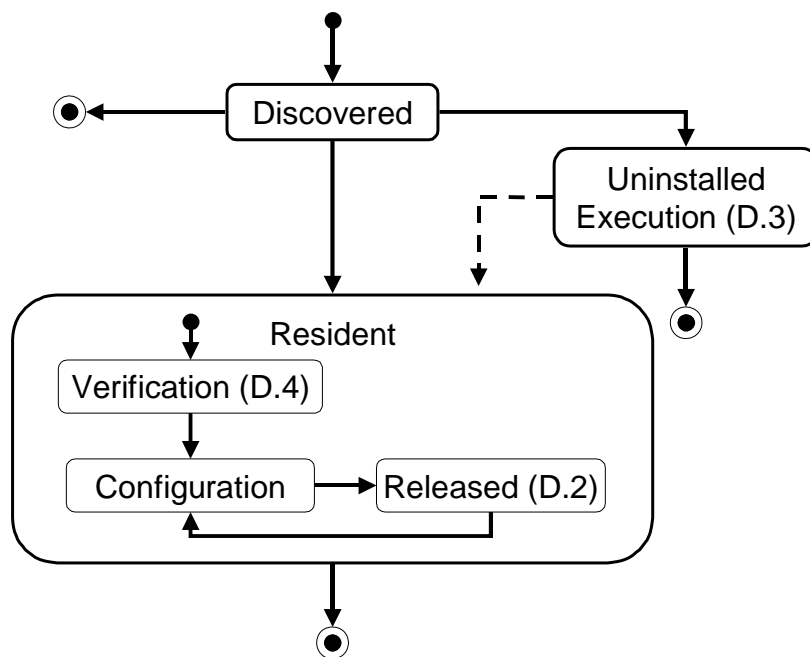 Discovered
Uninstalled
Execution (D.3)
Resident
Verification (D.4)
Configuration
Released (D.2)